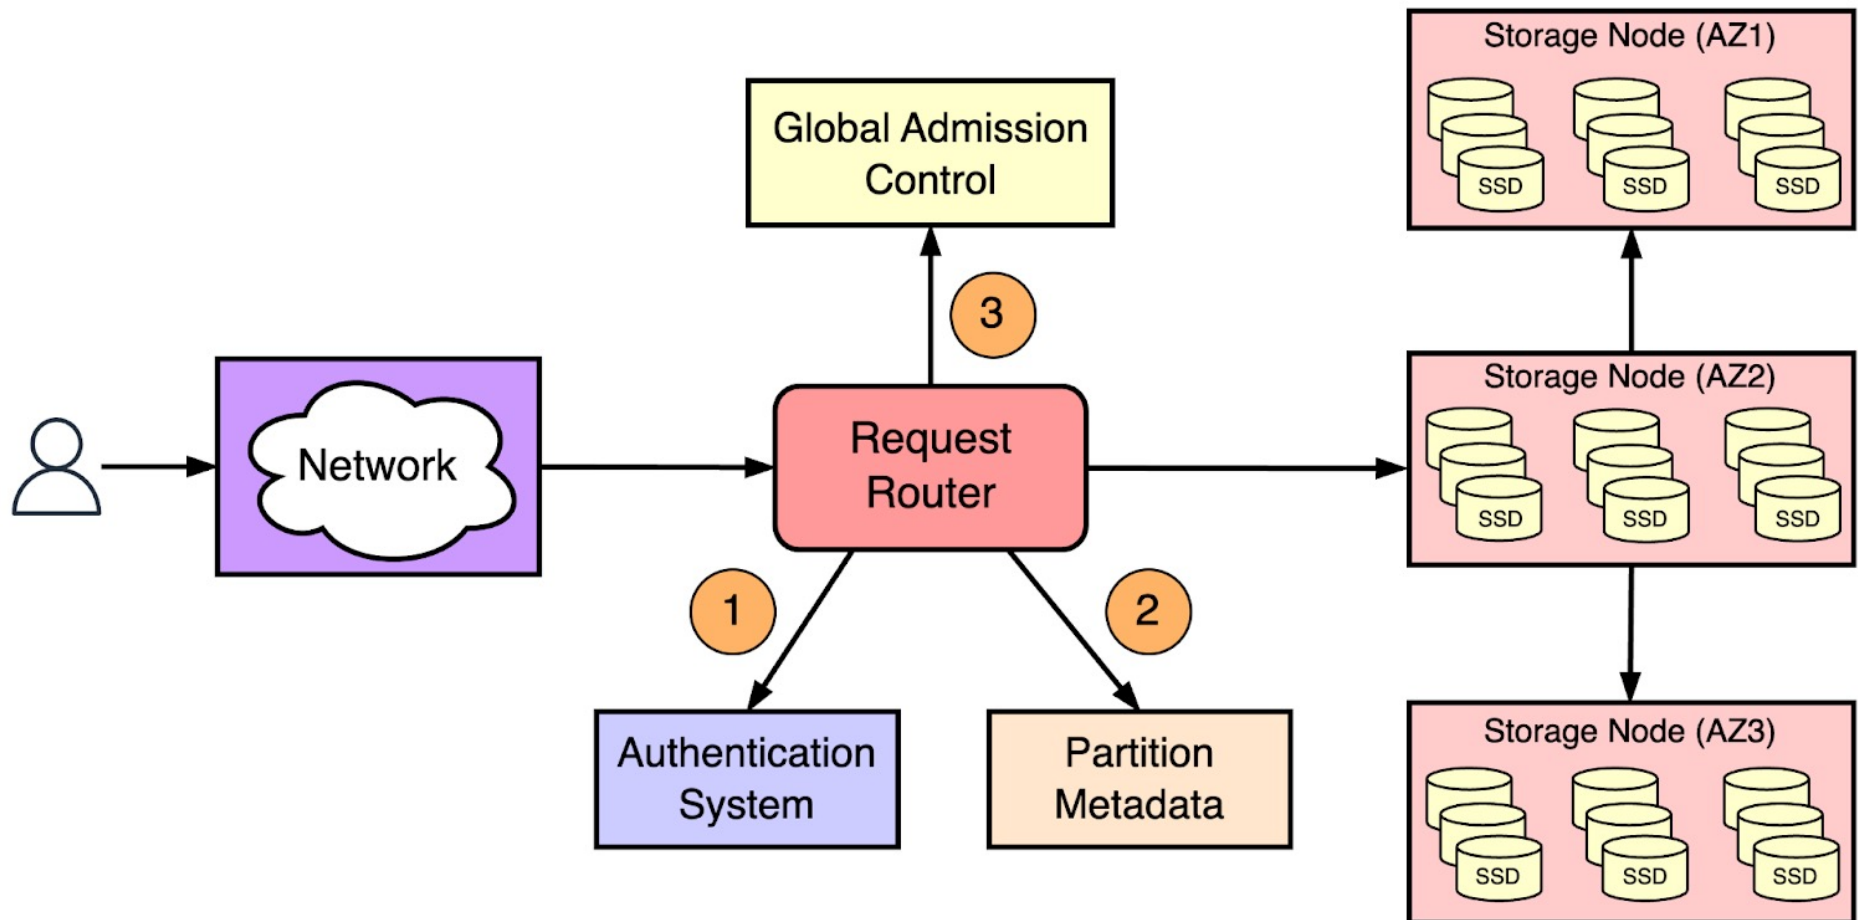 Storage Node (AZ1)
SSD
SSD
SSD
Global Admission
Control
3
Network
Request
Router
Storage Node (AZ2)
SSD
SSD
SSD
1
2
Authentication
System
Partition
Metadata
Storage Node (AZ3)
SSD
SSD
SSD